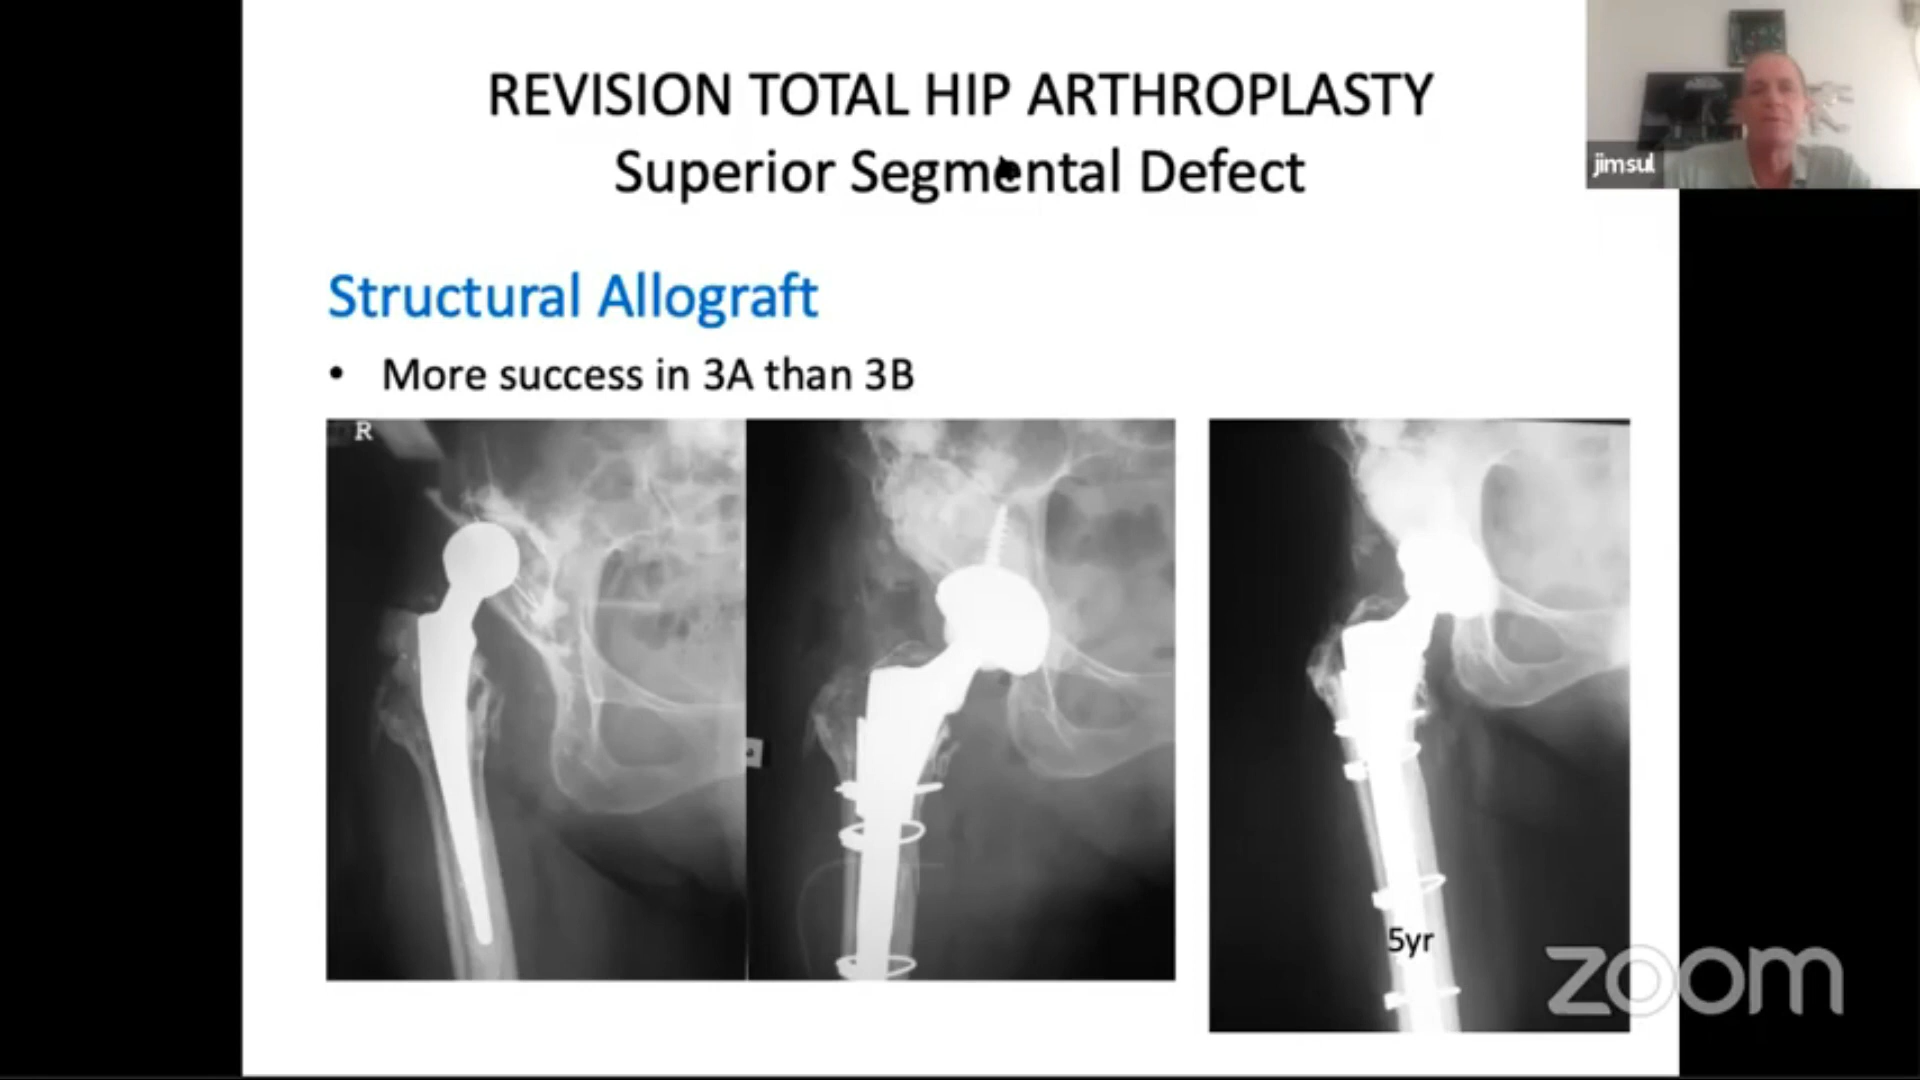 REVISION TOTAL HIP ARTHROPLASTY
Superior Segmental Defect
jimsul
Structural Allograft
• More success in 3A than 3B
R
5yr
zoom